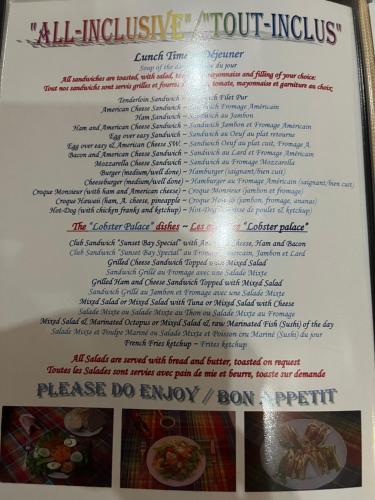 "ALL-INCLUSIVE" / "TOUT-INCLUS"
Lunch Time ~ Déjeuner
Soup of the day du jour
All sandwiches are toasted, with salad, mayonnaise and filling of your choice:
Tout nos sandwichs sont servis grillés et fournis tomate, mayonnaise et garniture au choix;
Tenderloin Sandwich ~ Sandwich Filet Pur
American Cheese Sandwich ~ Sandwich Fromage Américain
Ham Sandwich ~ Sandwich au Jambon
Ham and American Cheese Sandwich ~ Sandwich Jambon et Fromage Américain
Egg over easy Sandwich ~ Sandwich au Oeuf au plat retourne
Egg over easy & American Cheese SW. ~ Sandwich Oeuf au plat cuit, Fromage A.
Bacon and American Cheese Sandwich ~ Sandwich au Lard et Fromage Américain
Mozzarella Cheese Sandwich ~ Sandwich au Fromage Mozzarella
Burger (medium/well done) ~ Hamburger (saignant/bien cuit)
Cheeseburger (medium/well done) ~ Hamburger au Fromage Américain (saignant/bien cuit)
Croque Monsieur (with ham and American cheese) ~ Croque Monsieur (jambon et fromage)
Croque Hawaii (ham, A. cheese, pineapple ~ Croque (jambon, fromage, ananas)
Hot-Dog (with chicken franks and ketchup) ~ Hot-Dog de poulet & ketchup)
The "Lobster Palace" dishes ~ Les "Lobster palace"
Club Sandwich "Sunset Bay Special" with Cheese, Ham and Bacon
Club Sandwich "Sunset Bay Special" au Jambon et Lard
Grilled Cheese Sandwich Topped with Mixed Salad
Sandwich Grillé au Fromage avec une Salade Mixte
Grilled Ham and Cheese Sandwich Topped with Mixed Salad
Sandwich Grillé au Jambon et Fromage avec une Salade Mixte
Mixed Salad or Mixed Salad with Tuna or Mixed Salad with Cheese
Salade Mixte ou Salade Mixte au Thon ou Salade Mixte au Fromage
Mixed Salad & Marinated Octopus or Mixed Salad & raw Marinated Fish (Sushi) of the day
Salade Mixte et Poulpe Mariné ou Salade Mixte et Poisson cru Mariné (Sushi) du jour
French Fries ketchup ~ Frites ketchup
All Salads are served with bread and butter, toasted on request
Toutes les Salades sont servies avec pain de mie et beurre, toaste sur demande
PLEASE DO ENJOY / BON APPETIT